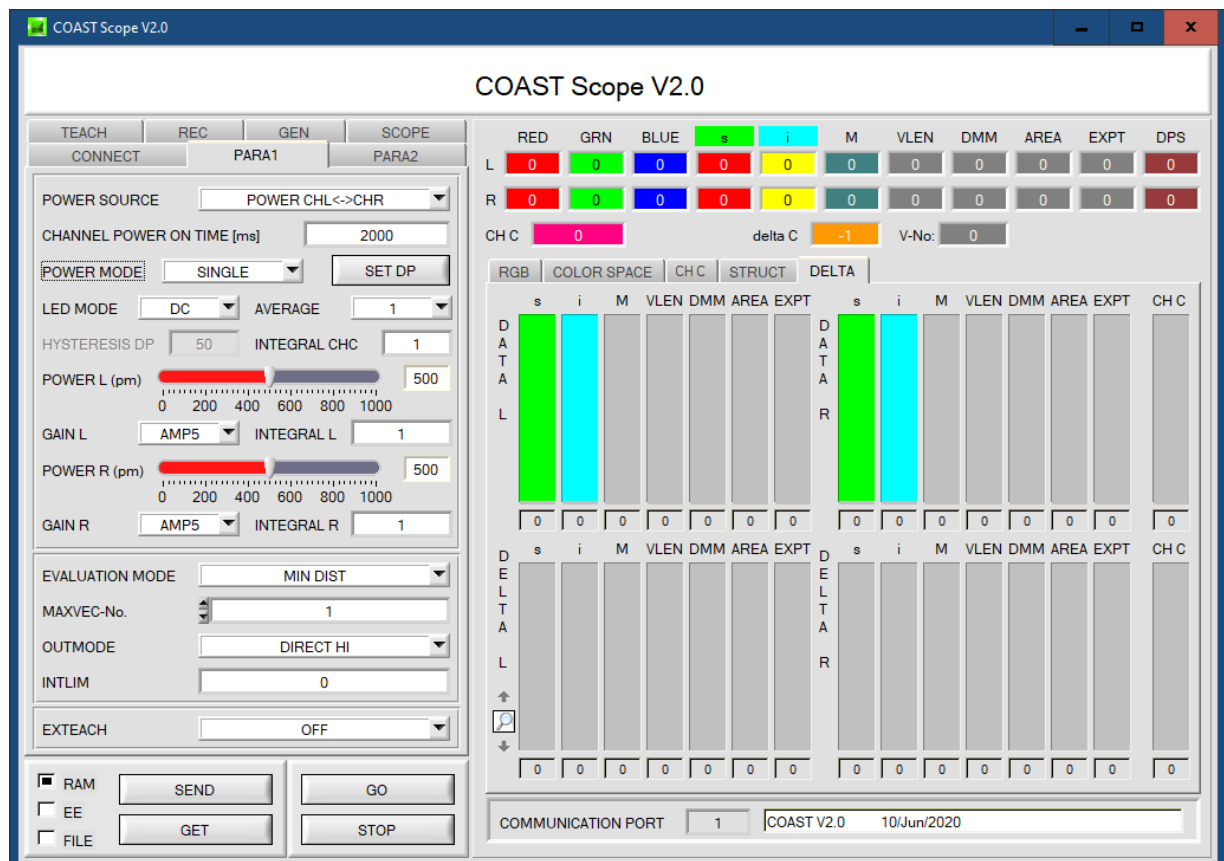 COAST Scope V2.0
COAST Scope V2.0
TEACH REC GEN SCOPE
CONNECT PARA1 PARA2
POWER SOURCE POWER CHL<->CHR
CHANNEL POWER ON TIME [ms] 2000
POWER MODE SINGLE SET DP
LED MODE DC AVERAGE 1
HYSTERESIS DP 50 INTEGRAL CHC 1
POWER L (pm) 500
0 200 400 600 800 1000
GAIN L AMP5 INTEGRAL L 1
POWER R (pm) 500
0 200 400 600 800 1000
GAIN R AMP5 INTEGRAL R 1
EVALUATION MODE MIN DIST
MAXVEC-No. 1
OUTMODE DIRECT HI
INTLIM 0
EXTEACH OFF
RAM SEND GO
EE
GET STOP
FILE
RED GRN BLUE s i M VLEN DMM AREA EXPT DPS
L 0 0 0 0 0 0 0 0 0 0 0
R 0 0 0 0 0 0 0 0 0 0 0
CH C 0 delta C -1 V-No: 0
RGB COLOR SPACE CH C STRUCT DELTA
s i M VLEN DMM AREA EXPT s i M VLEN DMM AREA EXPT CH C
DATA L DATA R
0 0 0 0 0 0 0 0 0 0 0 0 0 0 0
s i M VLEN DMM AREA EXPT s i M VLEN DMM AREA EXPT CH C
DELTA L DELTA R
0 0 0 0 0 0 0 0 0 0 0 0 0 0 0
COMMUNICATION PORT 1 COAST V2.0 10/Jun/2020